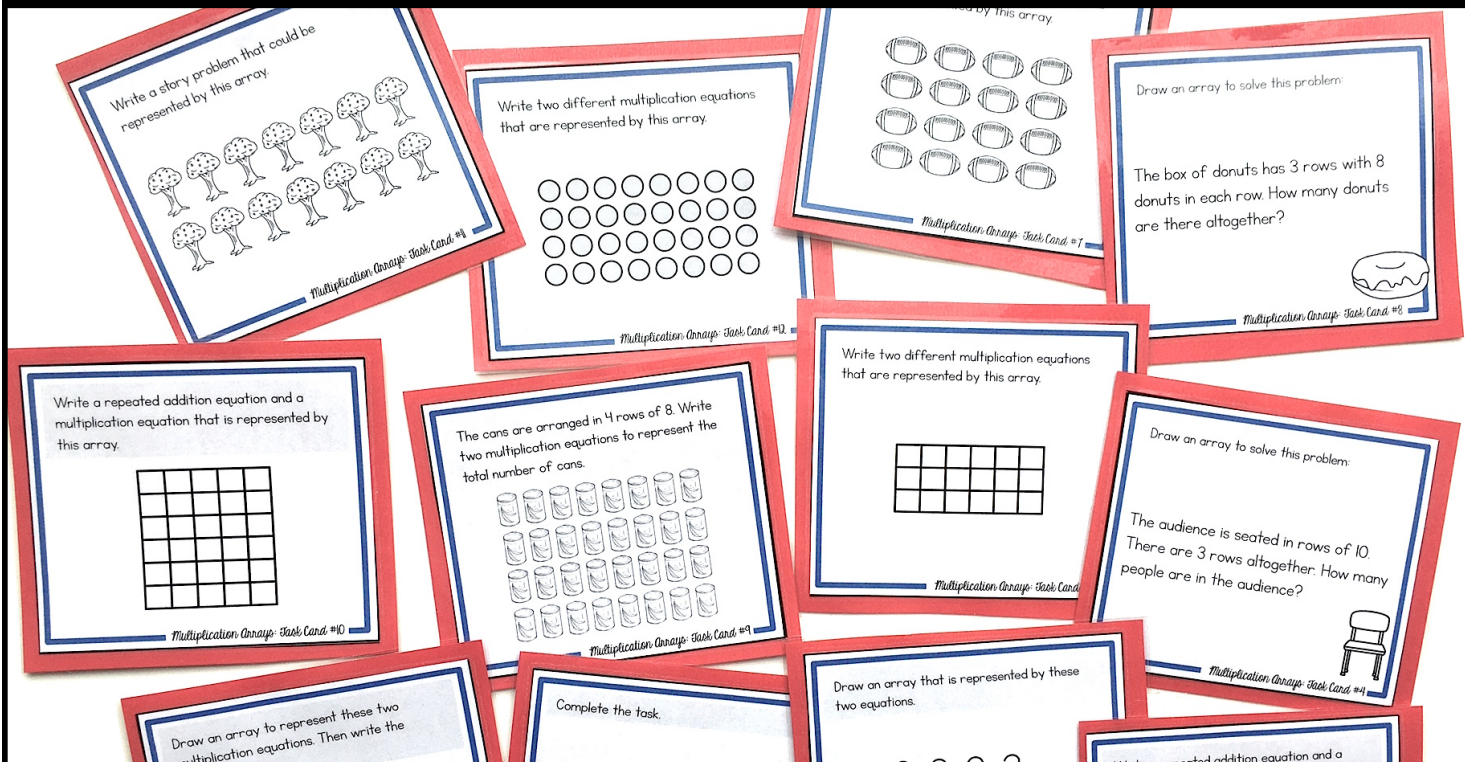 Write a story problem that could be
represented by this array.
Multiplication Arrays: Task Card
Write two different multiplication equations
that are represented by this array.
Multiplication Arrays: Task Card #12
by this array.
Multiplication Arrays: Task Card #7
Draw an array to solve this problem:
The box of donuts has 3 rows with 8
donuts in each row. How many donuts
are there altogether?
Multiplication Arrays: Task Card #8
Write a repeated addition equation and a
multiplication equation that is represented by
this array.
Multiplication Arrays: Task Card #10
The cans are arranged in 4 rows of 8. Write
two multiplication equations to represent the
total number of cans.
Multiplication Arrays: Task Card #9
Write two different multiplication equations
that are represented by this array.
Multiplication Arrays: Task Card
Draw an array to solve this problem:
The audience is seated in rows of 10.
There are 3 rows altogether. How many
people are in the audience?
Multiplication Arrays: Task Card #4
Draw an array to represent these two
equations. Then write the
Complete the task.
Draw an array that is represented by these
two equations.
addition equation and a